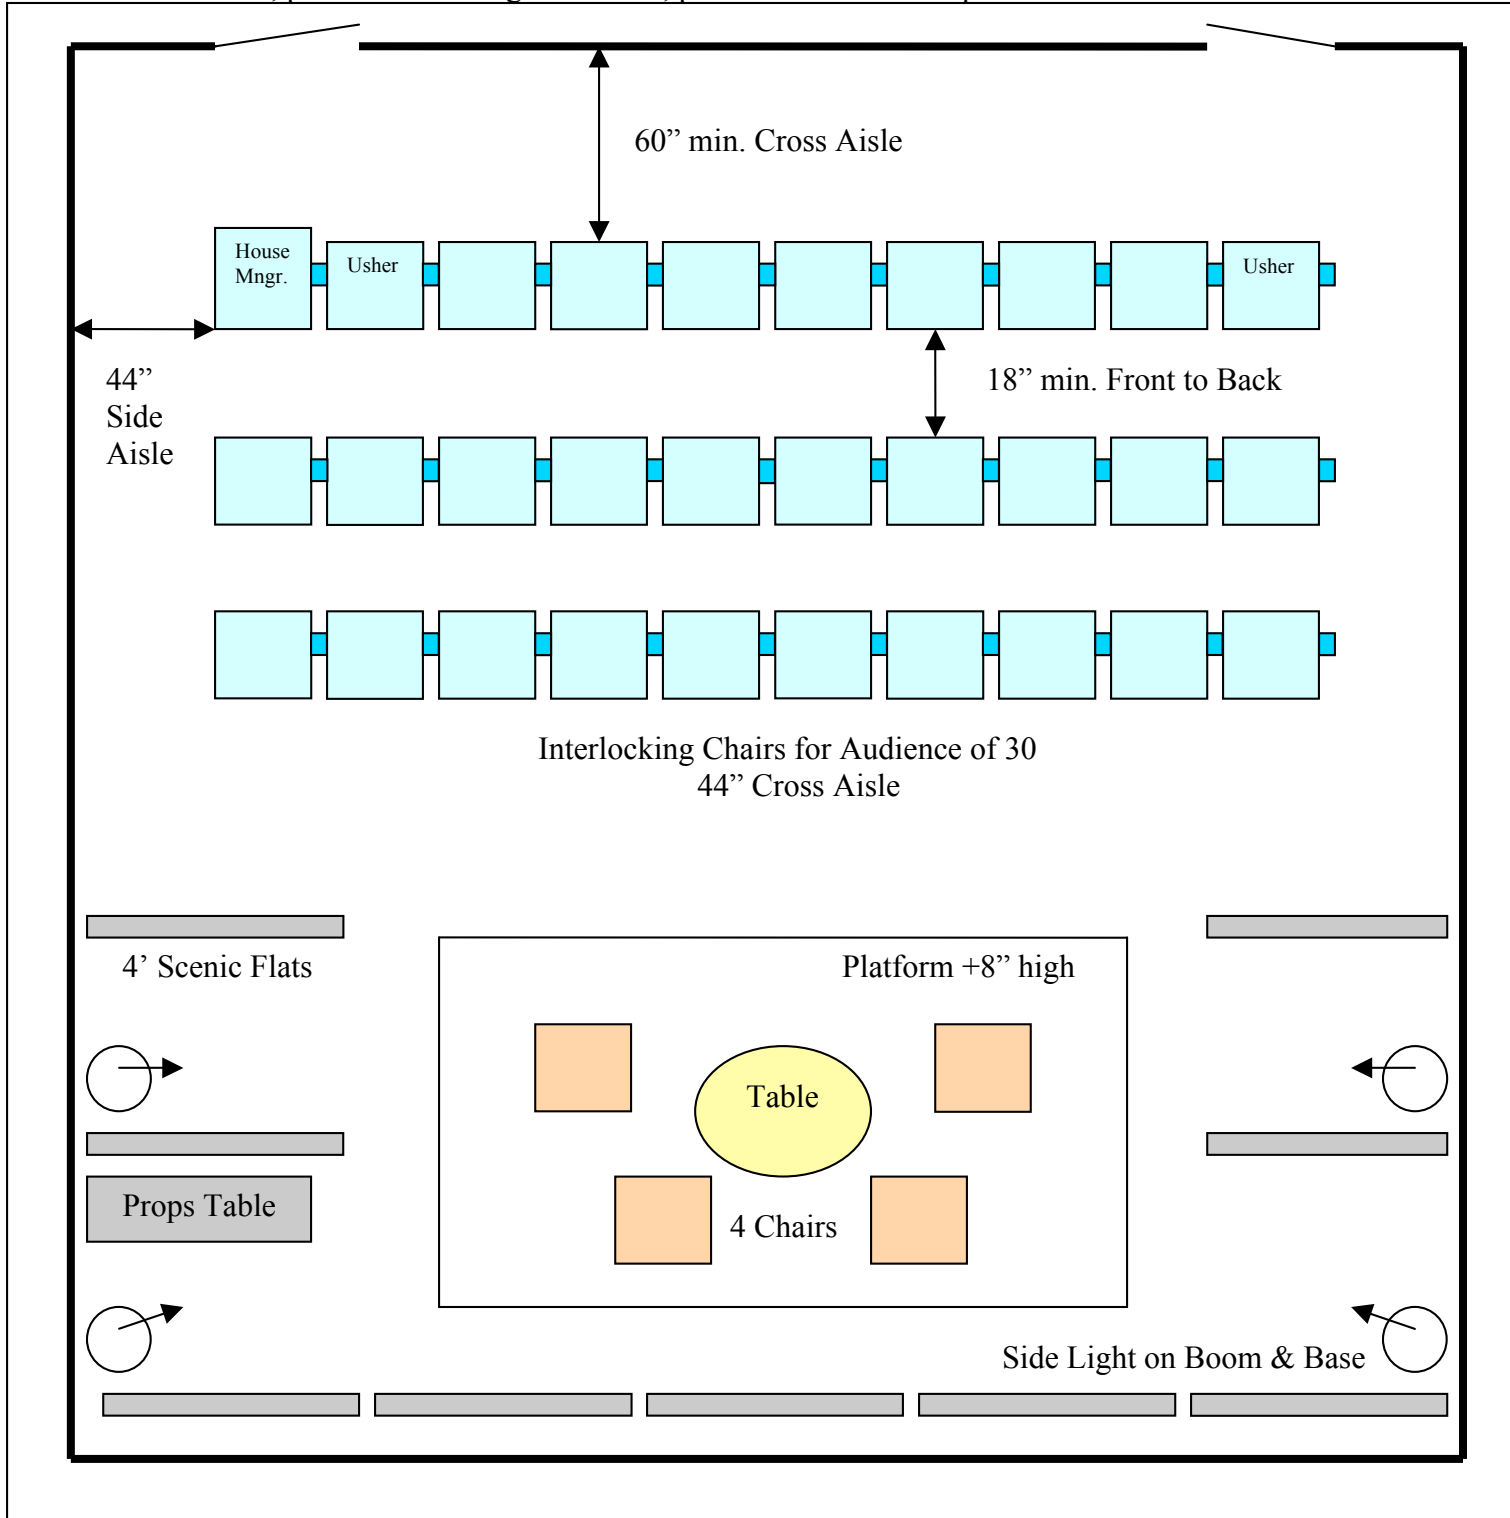 60” min. Cross Aisle
House
Mngr.
Usher
Usher
44”
Side
Aisle
18” min. Front to Back
Interlocking Chairs for Audience of 30
44” Cross Aisle
4’ Scenic Flats
Platform +8” high
Table
Props Table
4 Chairs
Side Light on Boom & Base